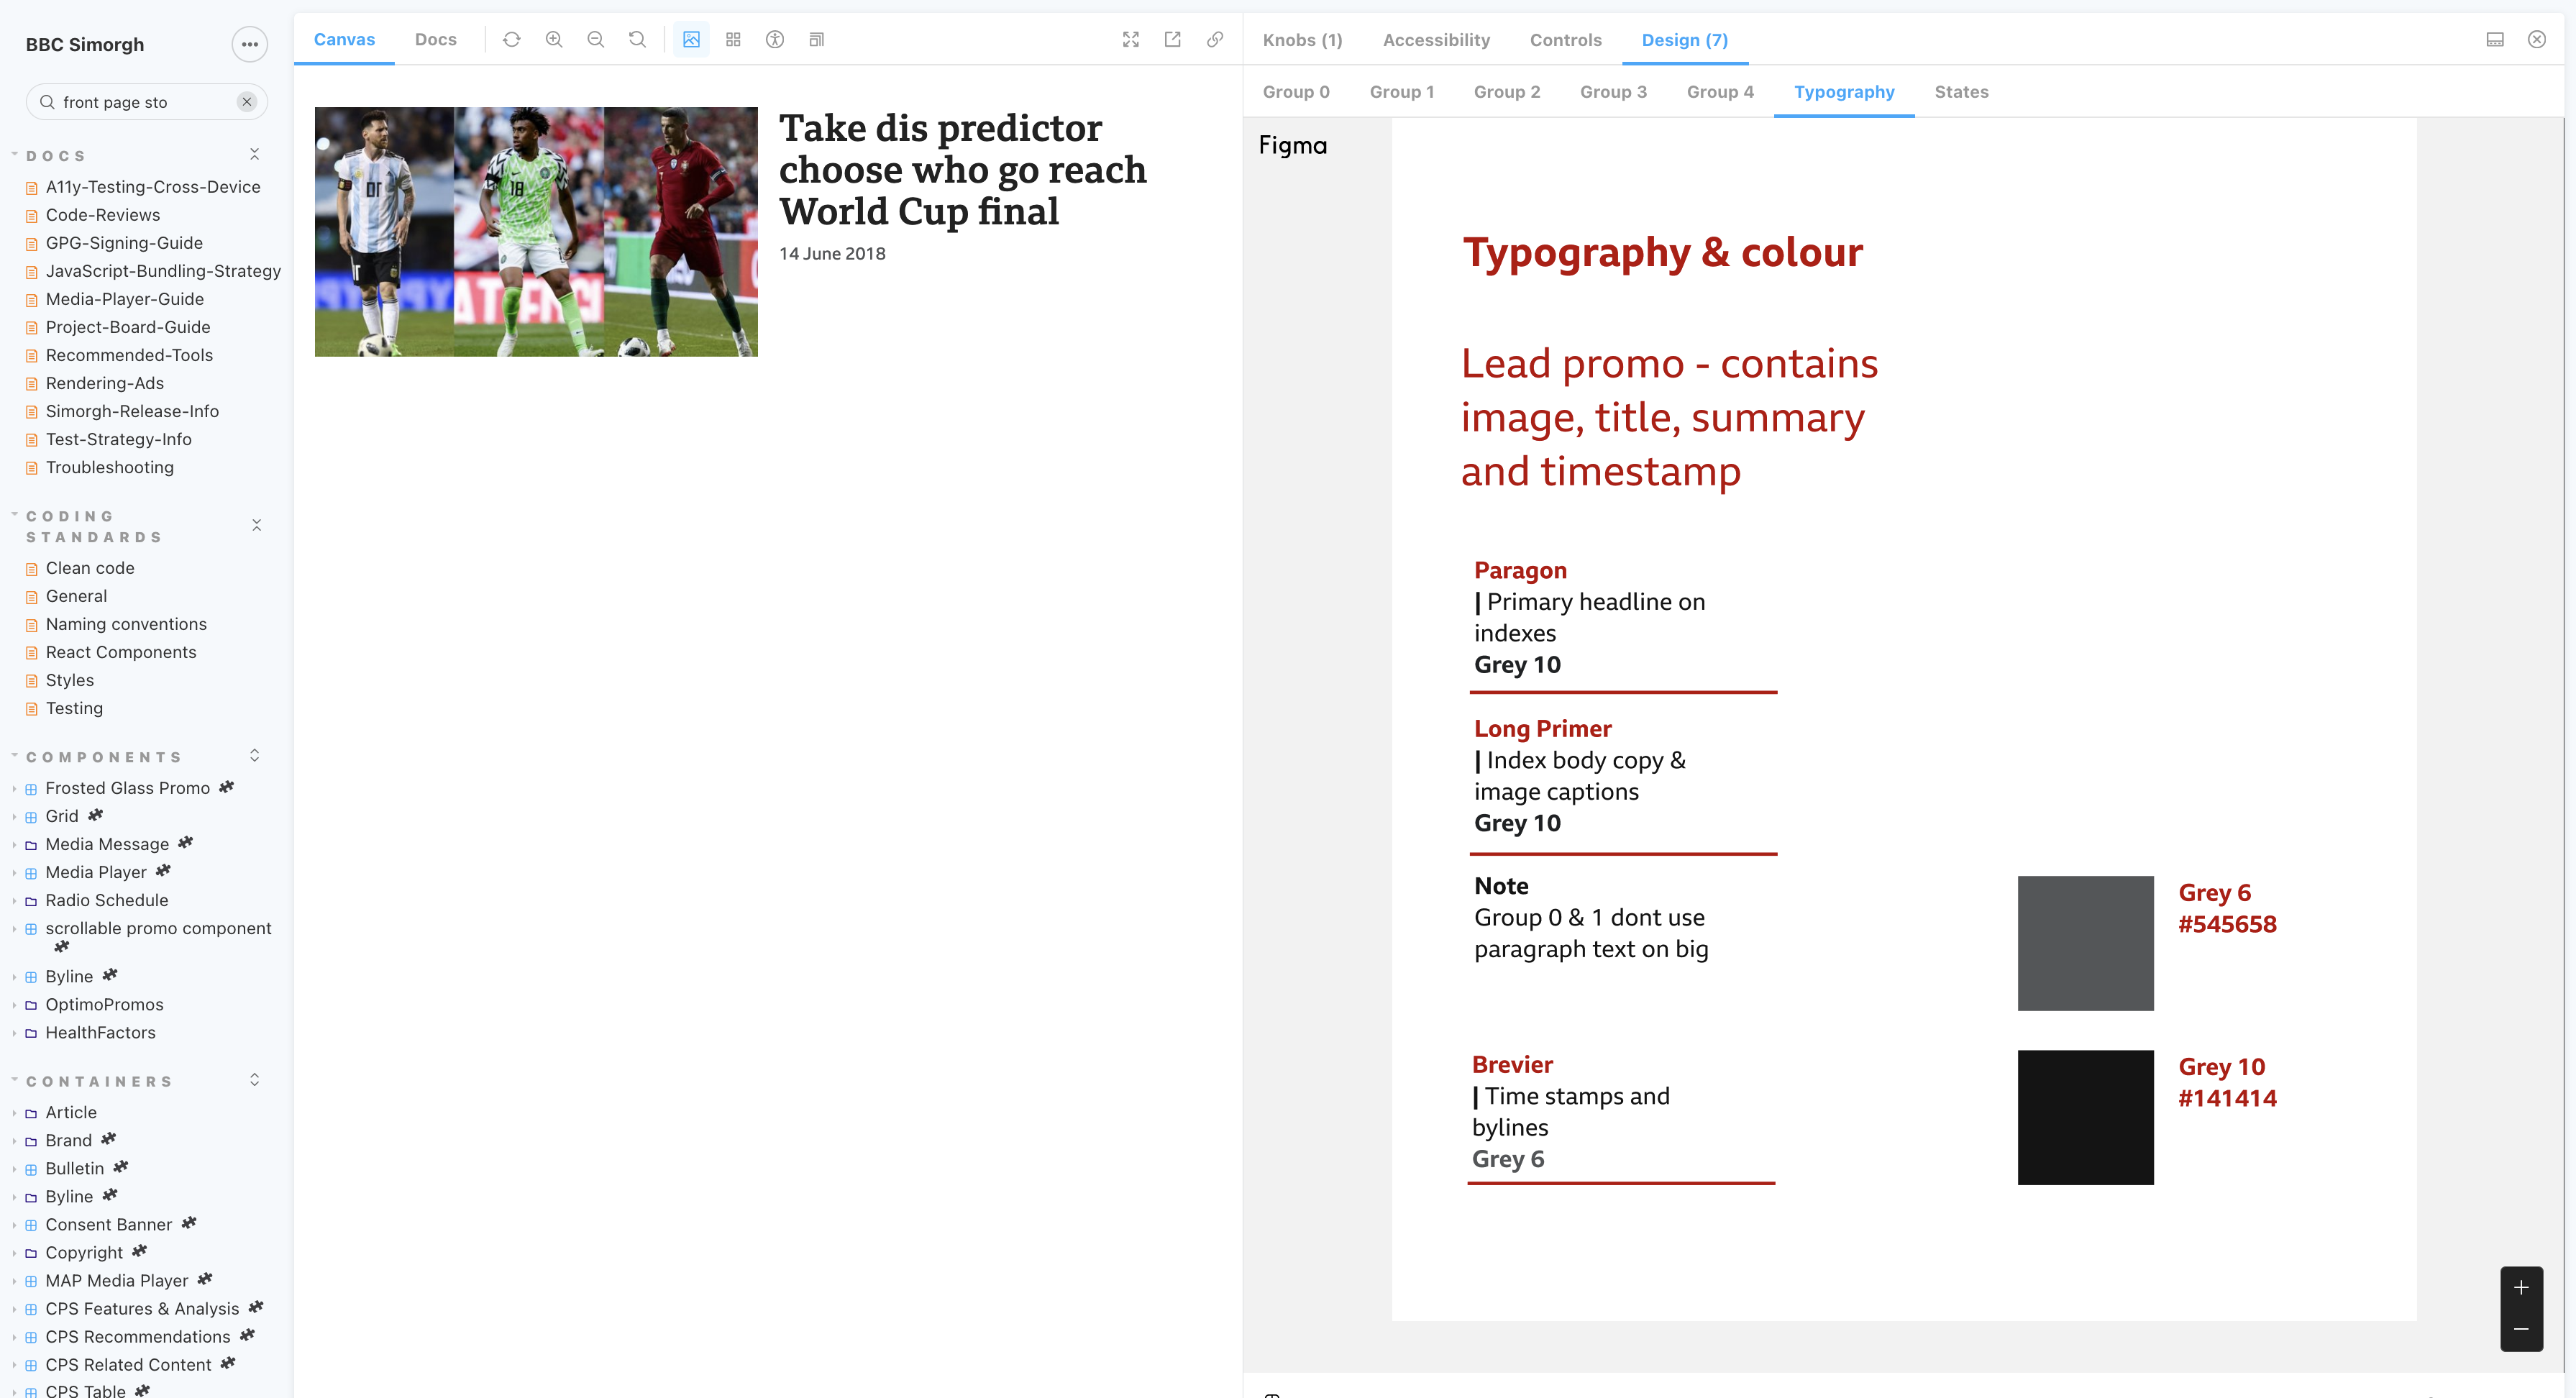 BBC Simorgh
front page sto
DOCS
A11y-Testing-Cross-Device
Code-Reviews
GPG-Signing-Guide
JavaScript-Bundling-Strategy
Media-Player-Guide
Project-Board-Guide
Recommended-Tools
Rendering-Ads
Simorgh-Release-Info
Test-Strategy-Info
Troubleshooting
CODING
STANDARDS
Clean code
General
Naming conventions
React Components
Styles
Testing
COMPONENTS
Frosted Glass Promo
Grid
Media Message
Media Player
Radio Schedule
scrollable promo component
Byline
OptimoPromos
HealthFactors
CONTAINERS
Article
Brand
Bulletin
Byline
Consent Banner
Copyright
MAP Media Player
CPS Features & Analysis
CPS Recommendations
CPS Related Content
CPS Table
Canvas Docs
10
18
7
Take dis predictor
choose who go reach
World Cup final
14 June 2018
Knobs (1) Accessibility Controls Design (7)
Group 0 Group 1 Group 2 Group 3 Group 4 Typography States
Figma
Typography & colour
Lead promo - contains
image, title, summary
and timestamp
Paragon
| Primary headline on
indexes
Grey 10
Long Primer
| Index body copy &
image captions
Grey 10
Note
Group 0 & 1 dont use
paragraph text on big
Brevier
| Time stamps and
bylines
Grey 6
Grey 6
#545658
Grey 10
#141414